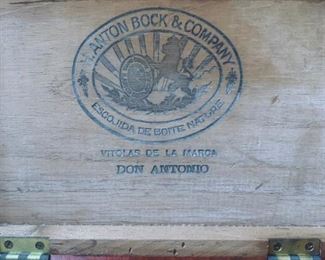 H. ANTON BOCK & COMPANY
ESCOJIDA DE BOITE NATURE
VITOLAS DE LA MARCA
DON ANTONIO